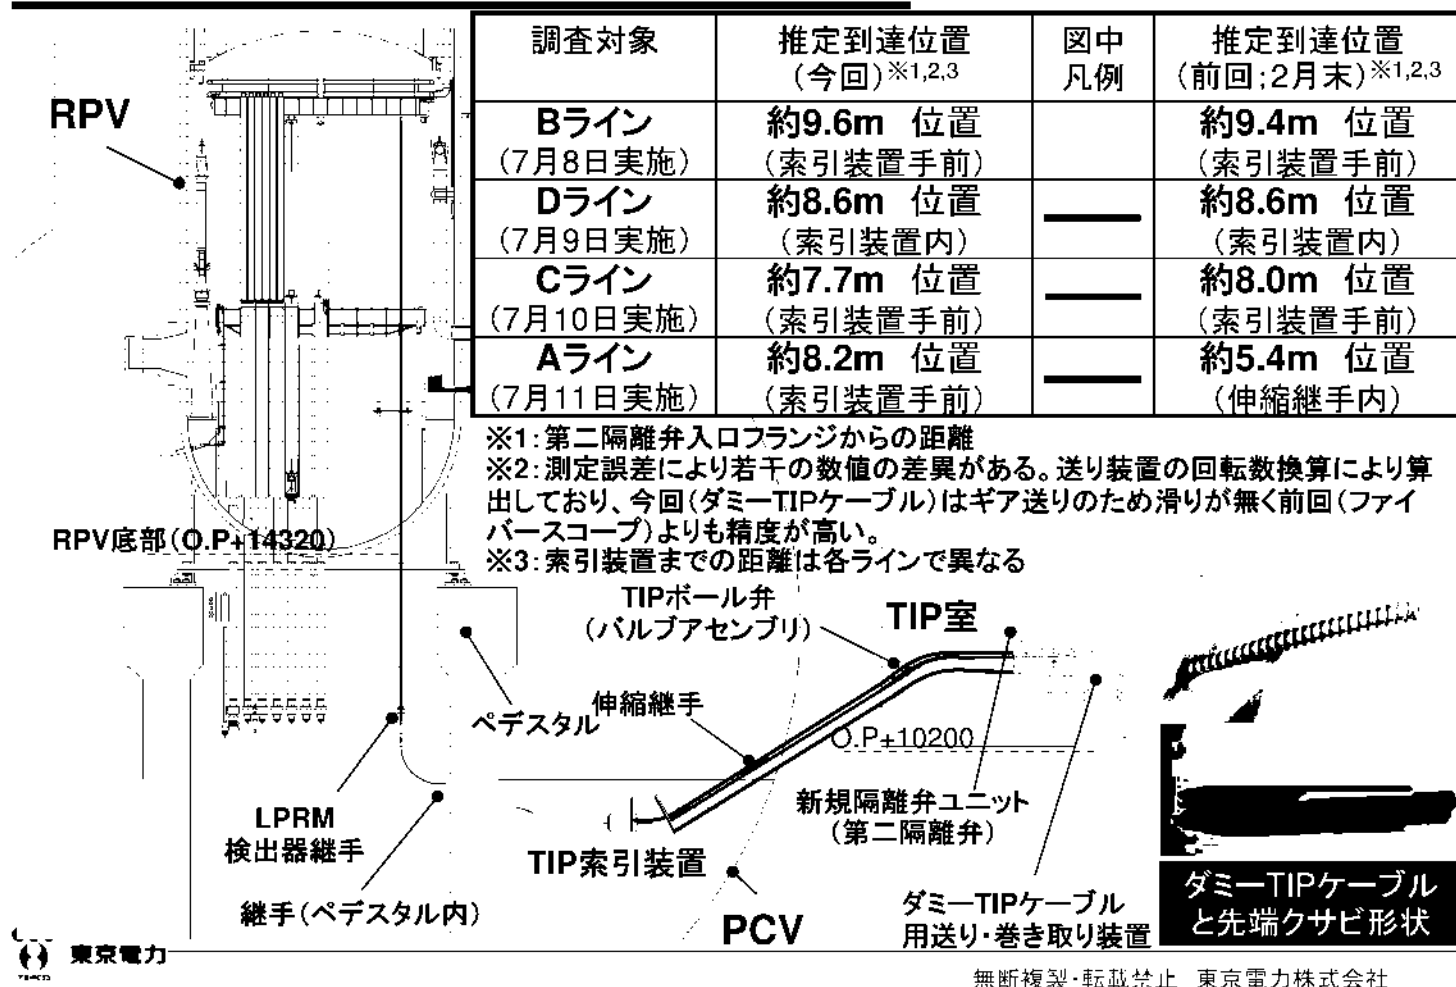 調査対象
推定到達位置
(今回)※1,2,3
図中
凡例
推定到達位置
(前回;2月末)※1,2,3
Bライン
(7月8日実施)
約9.6m 位置
(索引装置手前)
約9.4m 位置
(索引装置手前)
Dライン
(7月9日実施)
約8.6m 位置
(索引装置内)
約8.6m 位置
(索引装置内)
Cライン
(7月10日実施)
約7.7m 位置
(索引装置手前)
約8.0m 位置
(索引装置手前)
Aライン
(7月11日実施)
約8.2m 位置
(索引装置手前)
約5.4m 位置
(伸縮継手内)
※1:第二隔離弁入口フランジからの距離
※2:測定誤差により若干の数値の差異がある。送り装置の回転数換算により算
出しており、今回(ダミーTIPケーブル)はギア送りのため滑りが無く前回(ファイ
バースコープ)よりも精度が高い。
※3:索引装置までの距離は各ラインで異なる
RPV
RPV底部(O.P+14320)
TIPボール弁
(バルブアセンブリ)
TIP室
ペデスタル
伸縮継手
O.P+10200
LPRM
検出器継手
新規隔離弁ユニット
(第二隔離弁)
TIP索引装置
継手(ペデスタル内)
PCV
ダミーTIPケーブル
用送り・巻き取り装置
ダミーTIPケーブル
と先端クサビ形状
東京電力
無断複製・転載禁止 東京電力株式会社